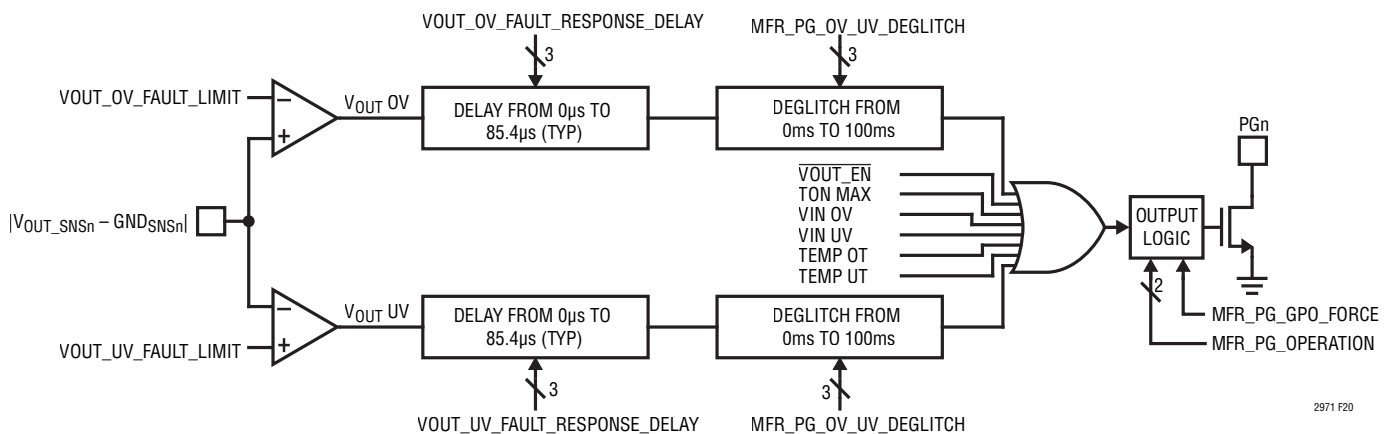 VOUT_OV_FAULT_RESPONSE_DELAY
MFR_PG_OV_UV_DEGLITCH
3
3
VOUT_OV_FAULT_LIMIT
–
+
VOUT OV
DELAY FROM 0µs TO
85.4µs (TYP)
DEGLITCH FROM
0ms TO 100ms
PGn
VOUT_EN
TON MAX
VIN OV
VIN UV
TEMP OT
TEMP UT
|VOUT_SNSn – GNDSNSn|
OUTPUT
LOGIC
2
–
+
VOUT UV
DELAY FROM 0µs TO
85.4µs (TYP)
DEGLITCH FROM
0ms TO 100ms
MFR_PG_GPO_FORCE
MFR_PG_OPERATION
VOUT_UV_FAULT_LIMIT
3
3
VOUT_UV_FAULT_RESPONSE_DELAY
MFR_PG_OV_UV_DEGLITCH
2971 F20